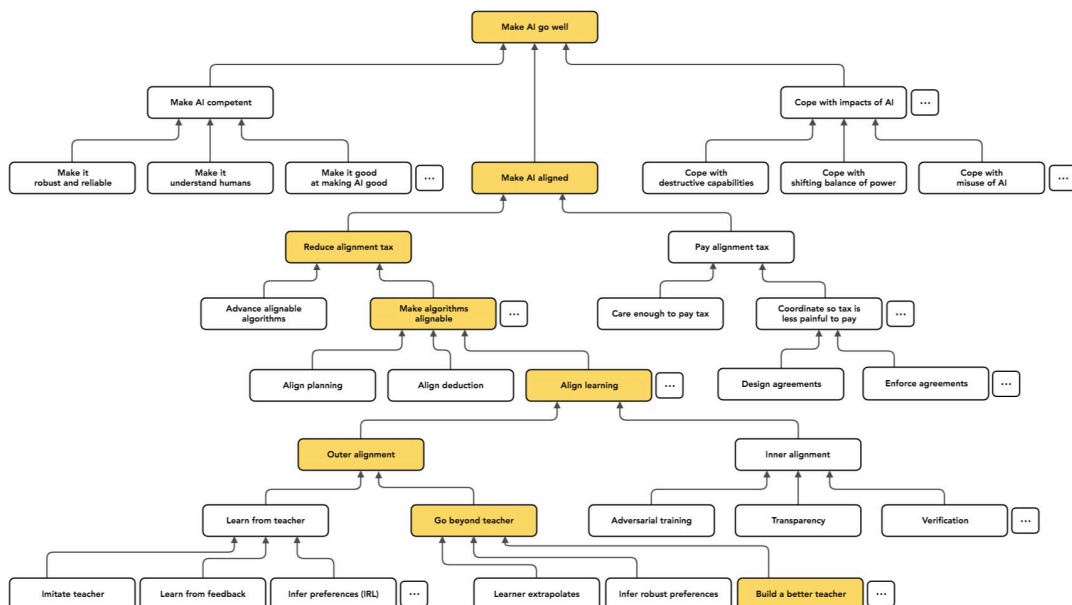 Make AI go well
Make AI competent
Cope with impacts of AI
...
Make it
robust and reliable
Make it
understand humans
Make it good
at making AI good
...
Make AI aligned
Cope with
destructive capabilities
Cope with
shifting balance of power
Cope with
misuse of AI
...
Reduce alignment tax
Pay alignment tax
Advance alignable
algorithms
Make algorithms
alignable
...
Care enough to pay tax
Coordinate so tax is
less painful to pay
...
Align planning
Align deduction
Align learning
...
Design agreements
Enforce agreements
...
Outer alignment
Inner alignment
Learn from teacher
Go beyond teacher
Adversarial training
Transparency
Verification
...
Imitate teacher
Learn from feedback
Infer preferences (IRL)
...
Learner extrapolates
Infer robust preferences
Build a better teacher
...